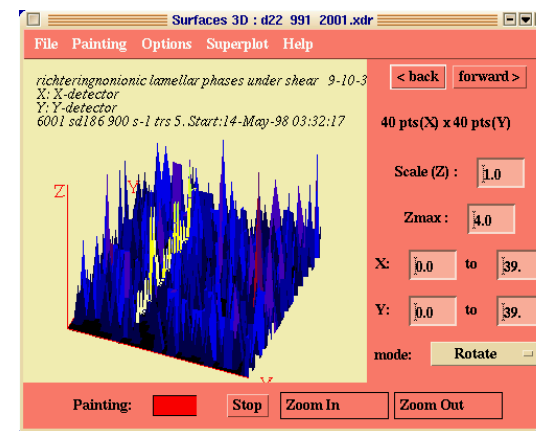 Surfaces 3D : d22 991 2001.xdr
File Painting Options Superplot Help
richteringnonionic lamellar phases under shear 9-10-3
X: X-detector
Y: Y-detector
6001 sd186 900 s-1 trs 5. Start:14-May-98 03:32:17
< back forward >
40 pts(X) x 40 pts(Y)
Scale (Z) : 1.0
Zmax : 4.0
X: 0.0 to 39.
Y: 0.0 to 39.
mode: Rotate
Z
Y
Painting: Stop Zoom In Zoom Out